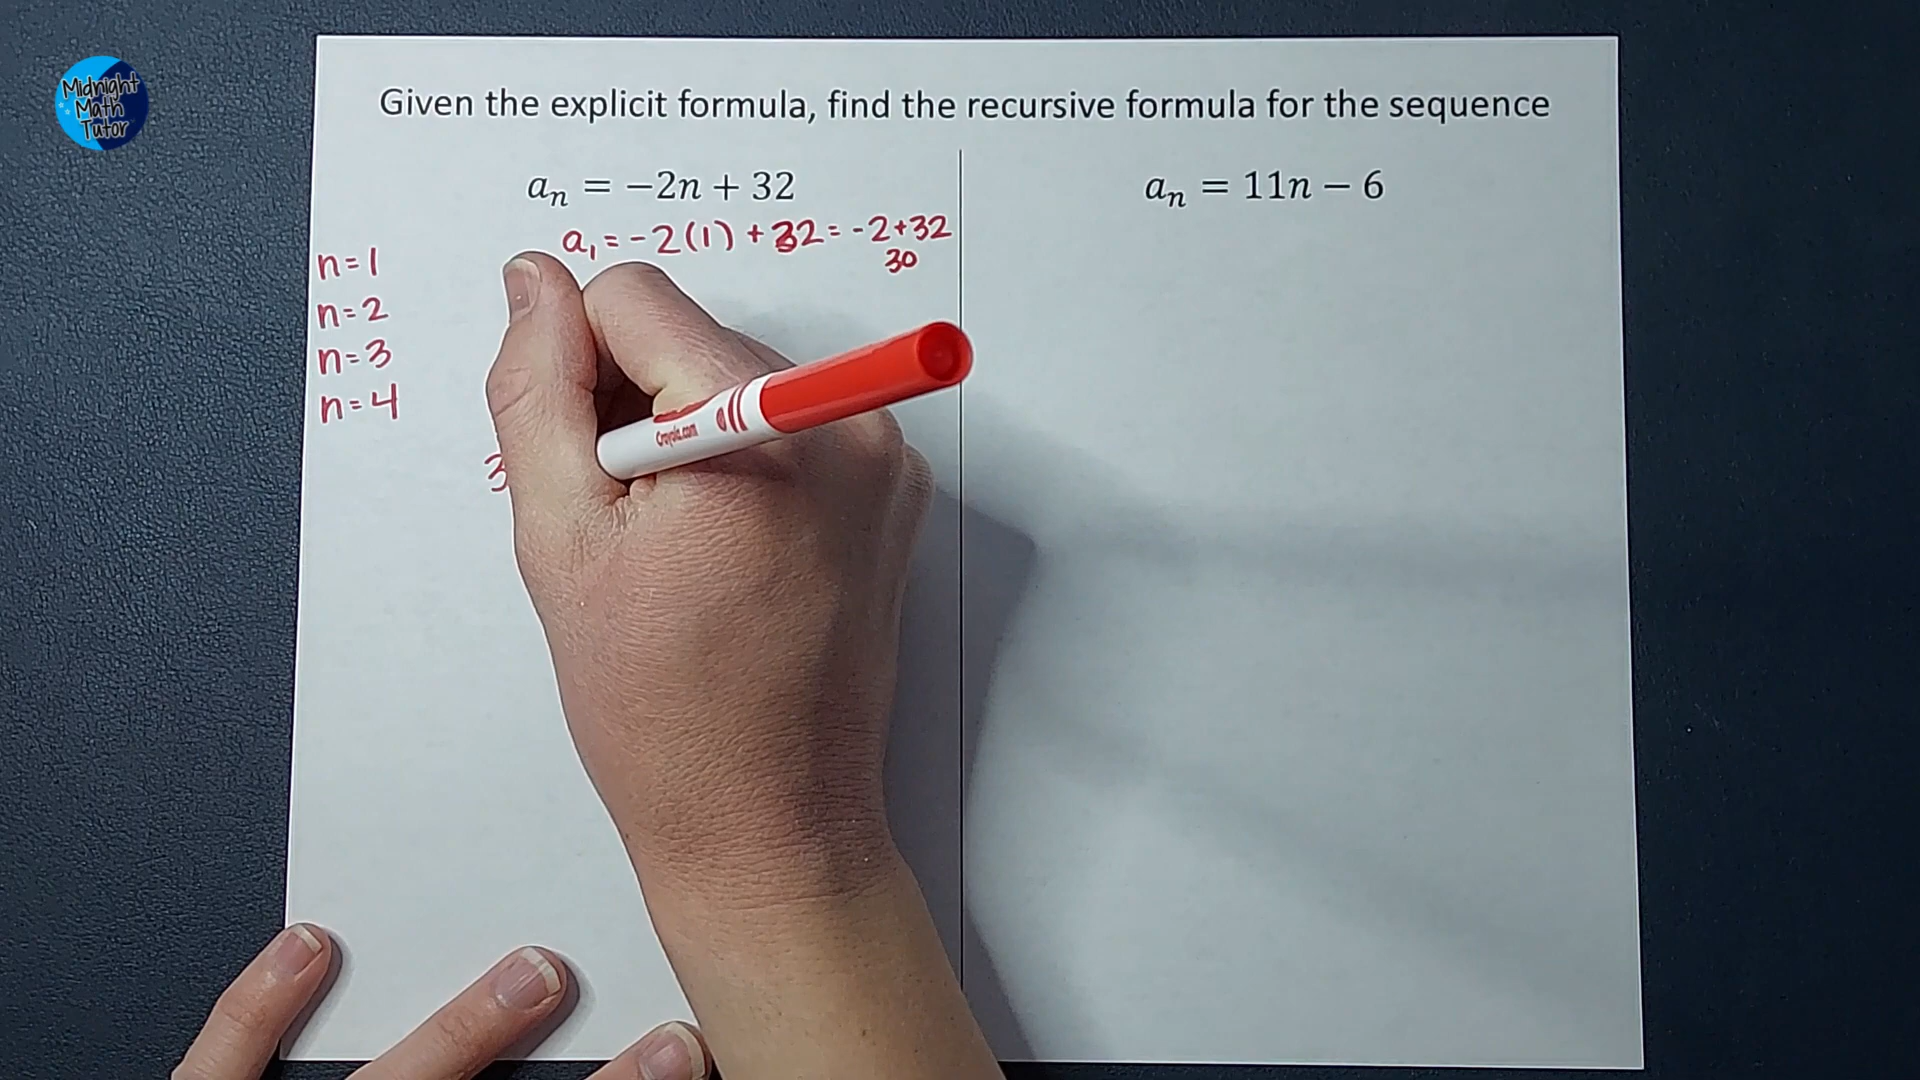 Midnight
Math
Tutor
Given the explicit formula, find the recursive formula for the sequence
aₙ = −2n + 32
a₁ = -2(1) + 32 = -2+32
30
n=1
n=2
n=3
n=4
3
aₙ = 11n − 6
Crayola.com